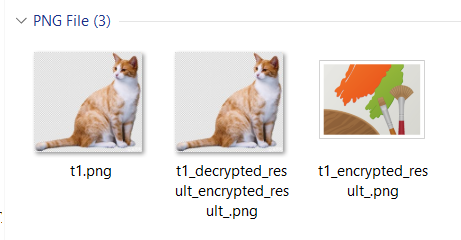 PNG File (3)
t1.png
t1_decrypted_res
ult_encrypted_res
ult_.png
t1_encrypted_res
ult_.png